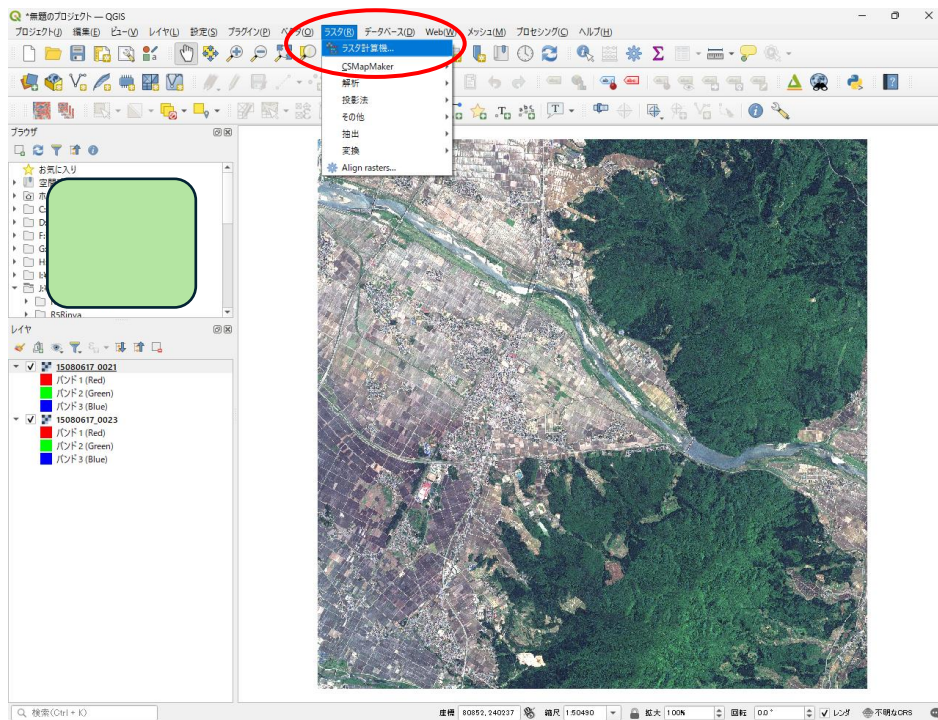 *無題のプロジェクト — QGIS
プロジェクト(J) 編集(E) ビュー(V) レイヤ(L) 設定(S) プラグイン(P) ベクタ(O) ラスタ(R) データベース(D) Web(W) メッシュ(M) プロセシング(C) ヘルプ(H)
ラスタ計算機...
CSMapMaker
解析
投影法
その他
抽出
変換
Align rasters...
ブラウザ
お気に入り
R5Rinya
レイヤ
15080617_0021
バンド 1 (Red)
バンド 2 (Green)
バンド 3 (Blue)
15080617_0023
バンド 1 (Red)
バンド 2 (Green)
バンド 3 (Blue)
検索(Ctrl + K) 座標 80852,240237 縮尺 1:50490 拡大 100% 回転 0.0 ° レンダ 不明なCRS